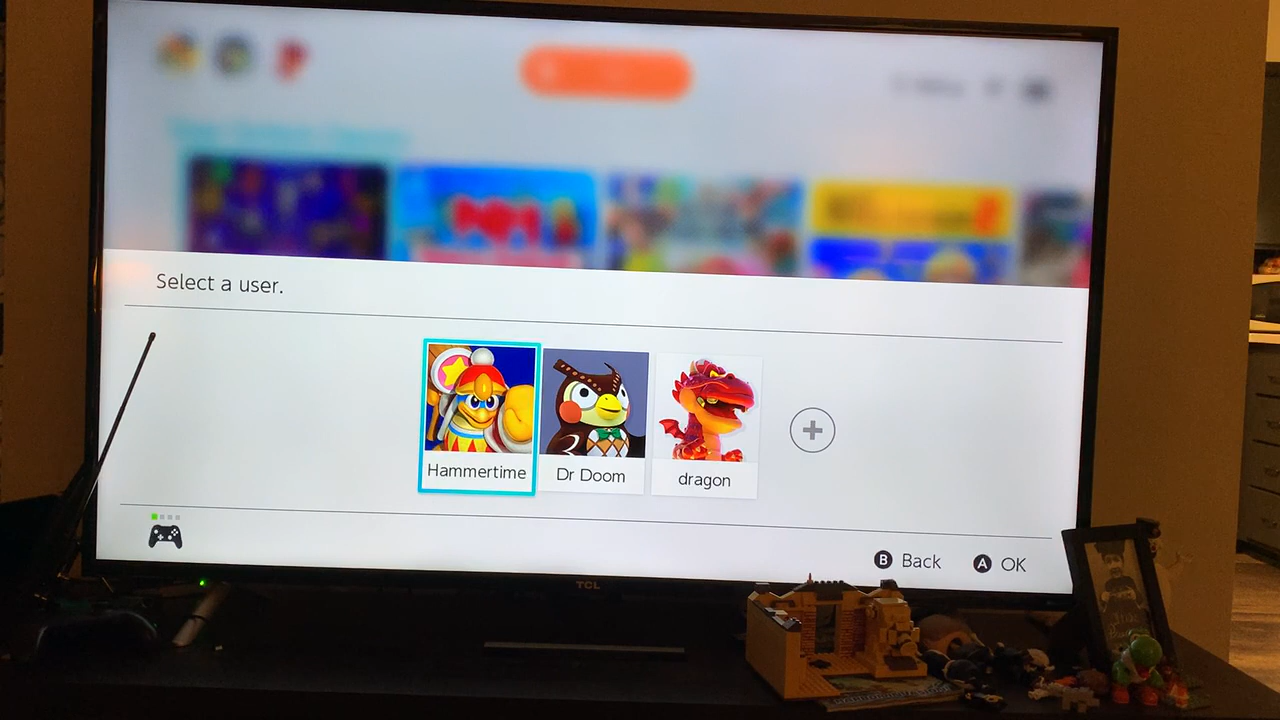 Select a user.
Hammertime
Dr Doom
dragon
B Back
A OK
TCL